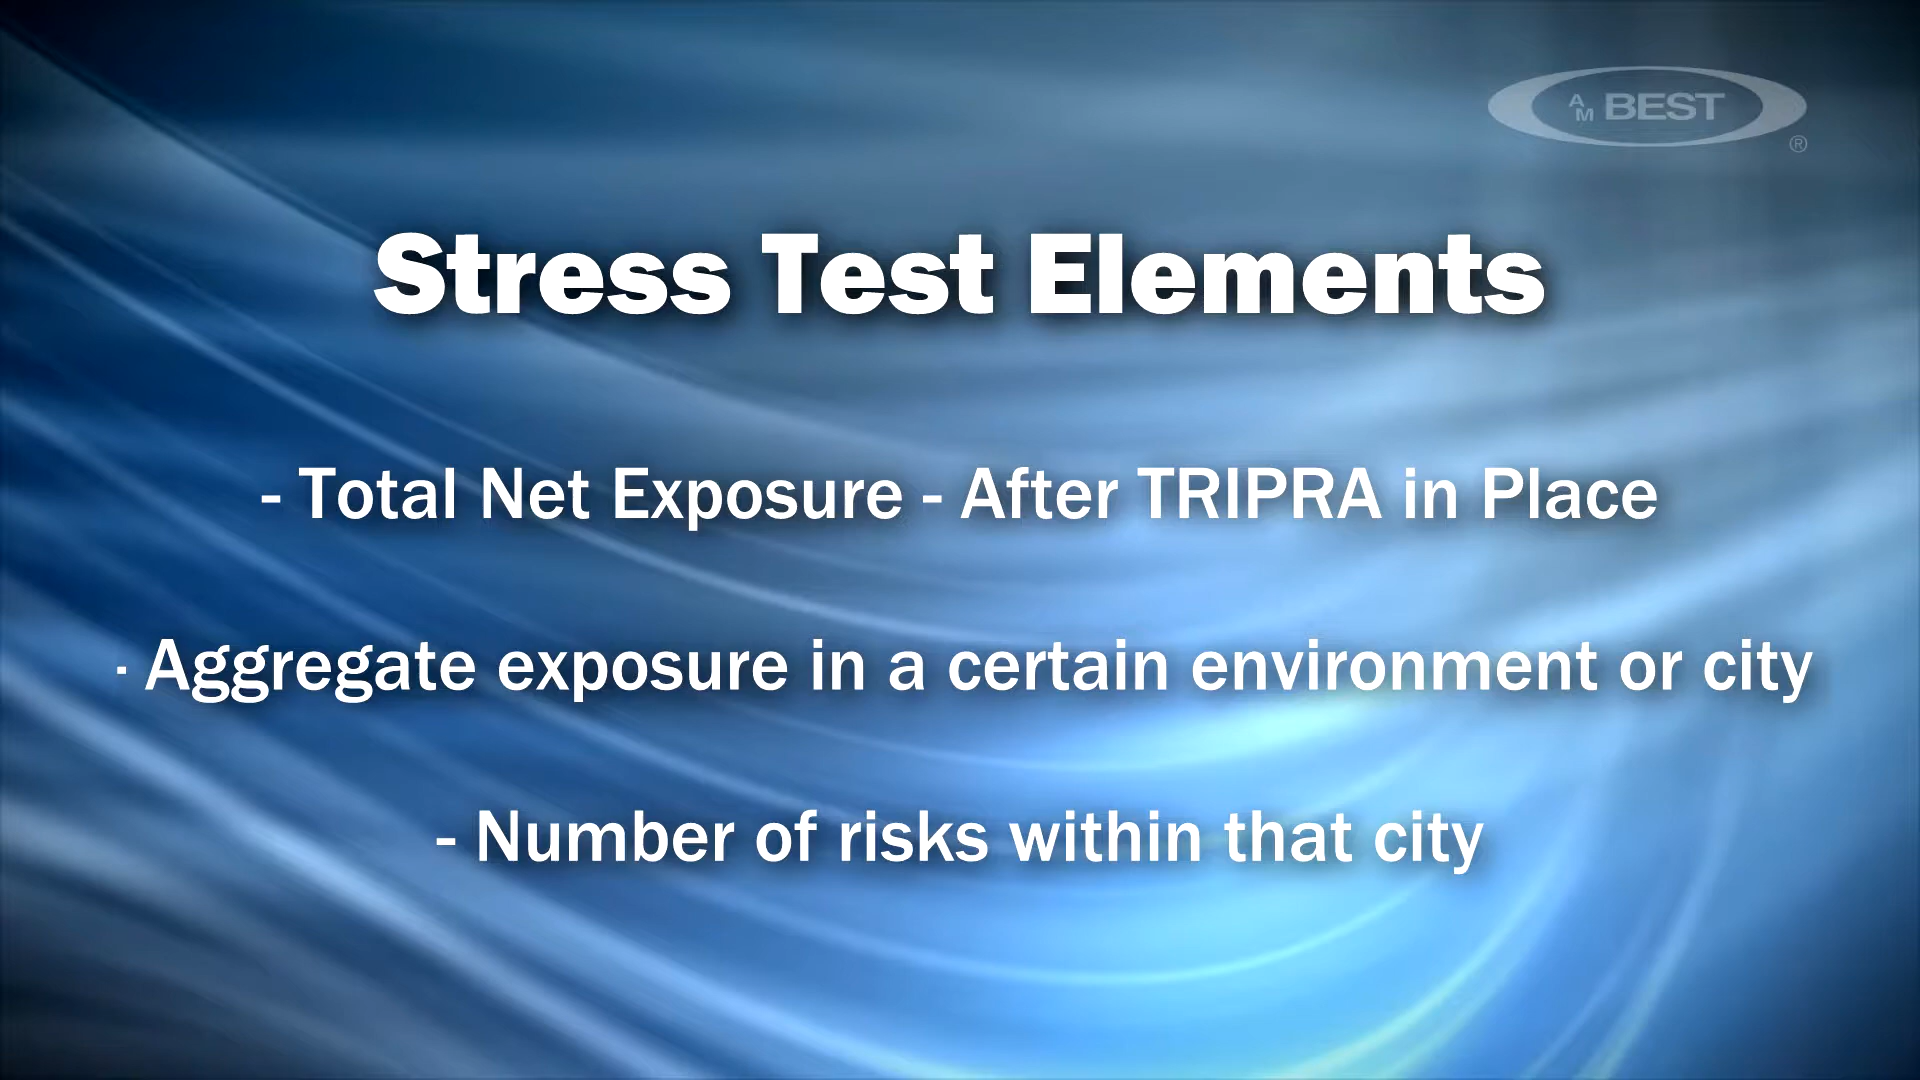 AM BEST
®
Stress Test Elements
- Total Net Exposure - After TRIPRA in Place
- Aggregate exposure in a certain environment or city
- Number of risks within that city